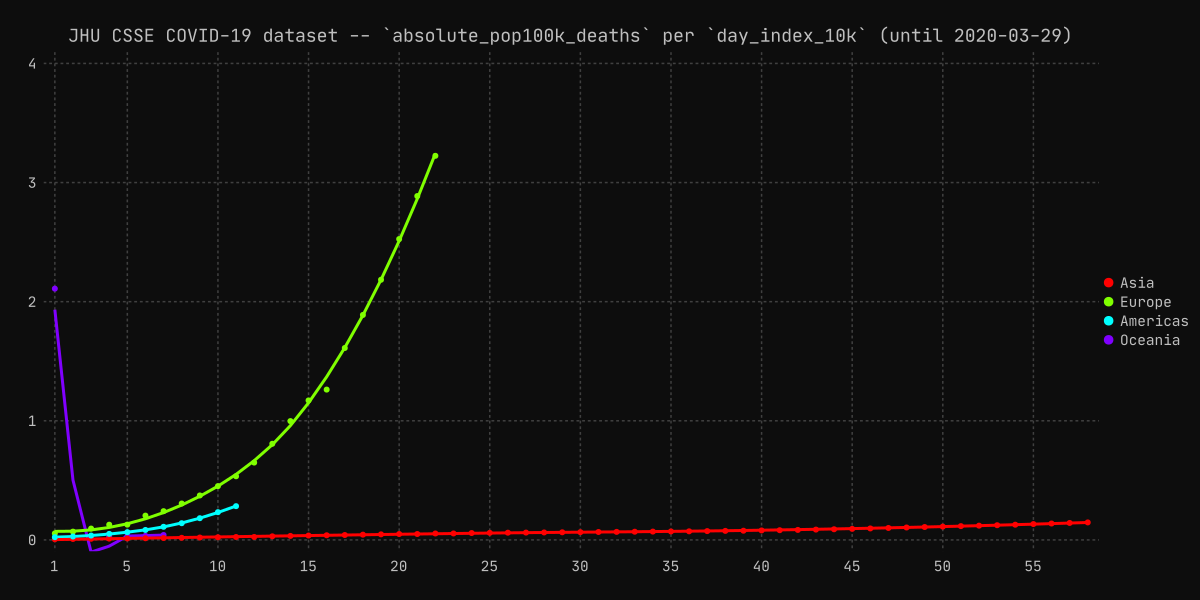 JHU CSSE COVID-19 dataset -- `absolute_pop100k_deaths` per `day_index_10k` (until 2020-03-29)
4
3
2
1
0
1 5 10 15 20 25 30 35 40 45 50 55
Asia
Europe
Americas
Oceania